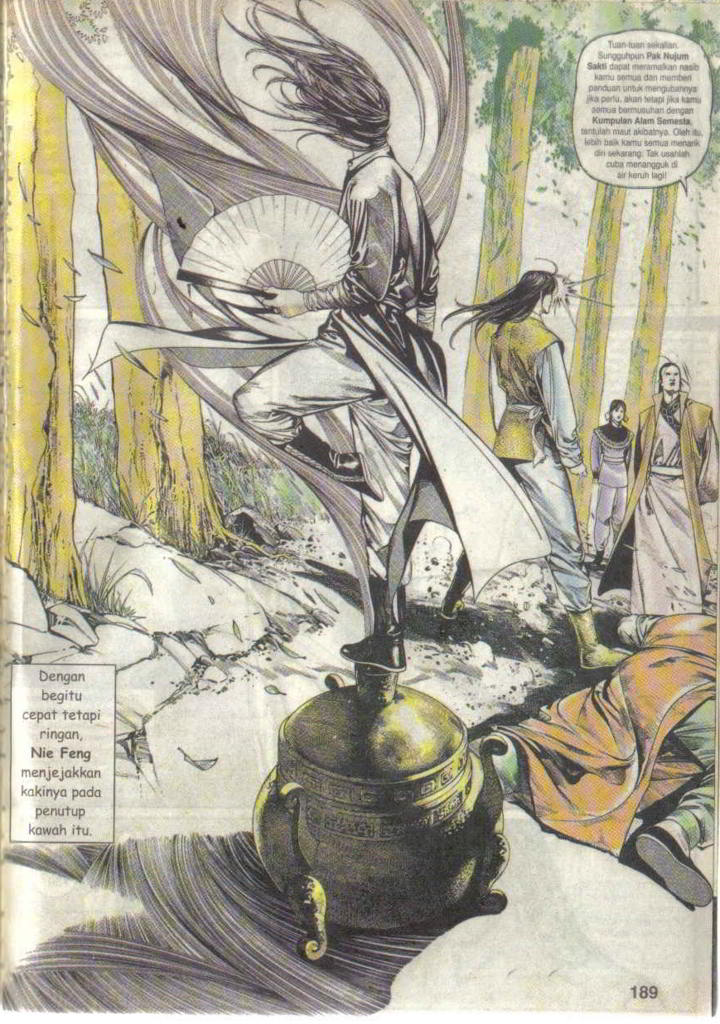 Tuan-tuan sekalian.
Sungguhpun Pak Nujum
Sakti dapat meramalkan nasib
kamu semua dan memberi
panduan untuk mengubahnya
jika perlu, akan tetapi jika kamu
semua bermusuhan dengan
Kumpulan Alam Semesta,
tentulah maut akibatnya. Oleh itu,
lebih baik kamu semua menarik
diri sekarang. Tak usahlah
cuba menangguk di
air keruh lagi!
Dengan
begitu
cepat tetapi
ringan,
Nie Feng
menjejakkan
kakinya pada
penutup
kawah itu.
189